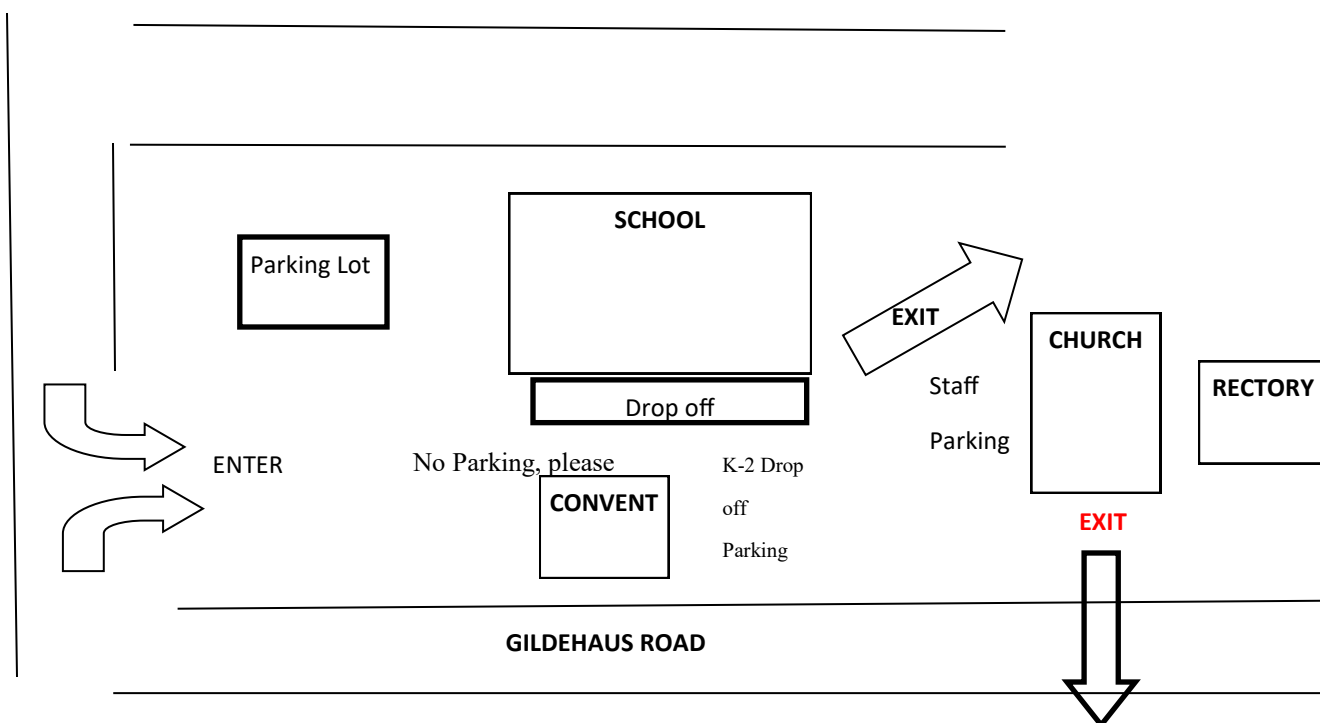 SCHOOL
Parking Lot
EXIT
CHURCH
Staff
Parking
RECTORY
Drop off
ENTER
No Parking, please
K-2 Drop
off
Parking
CONVENT
EXIT
GILDEHAUS ROAD